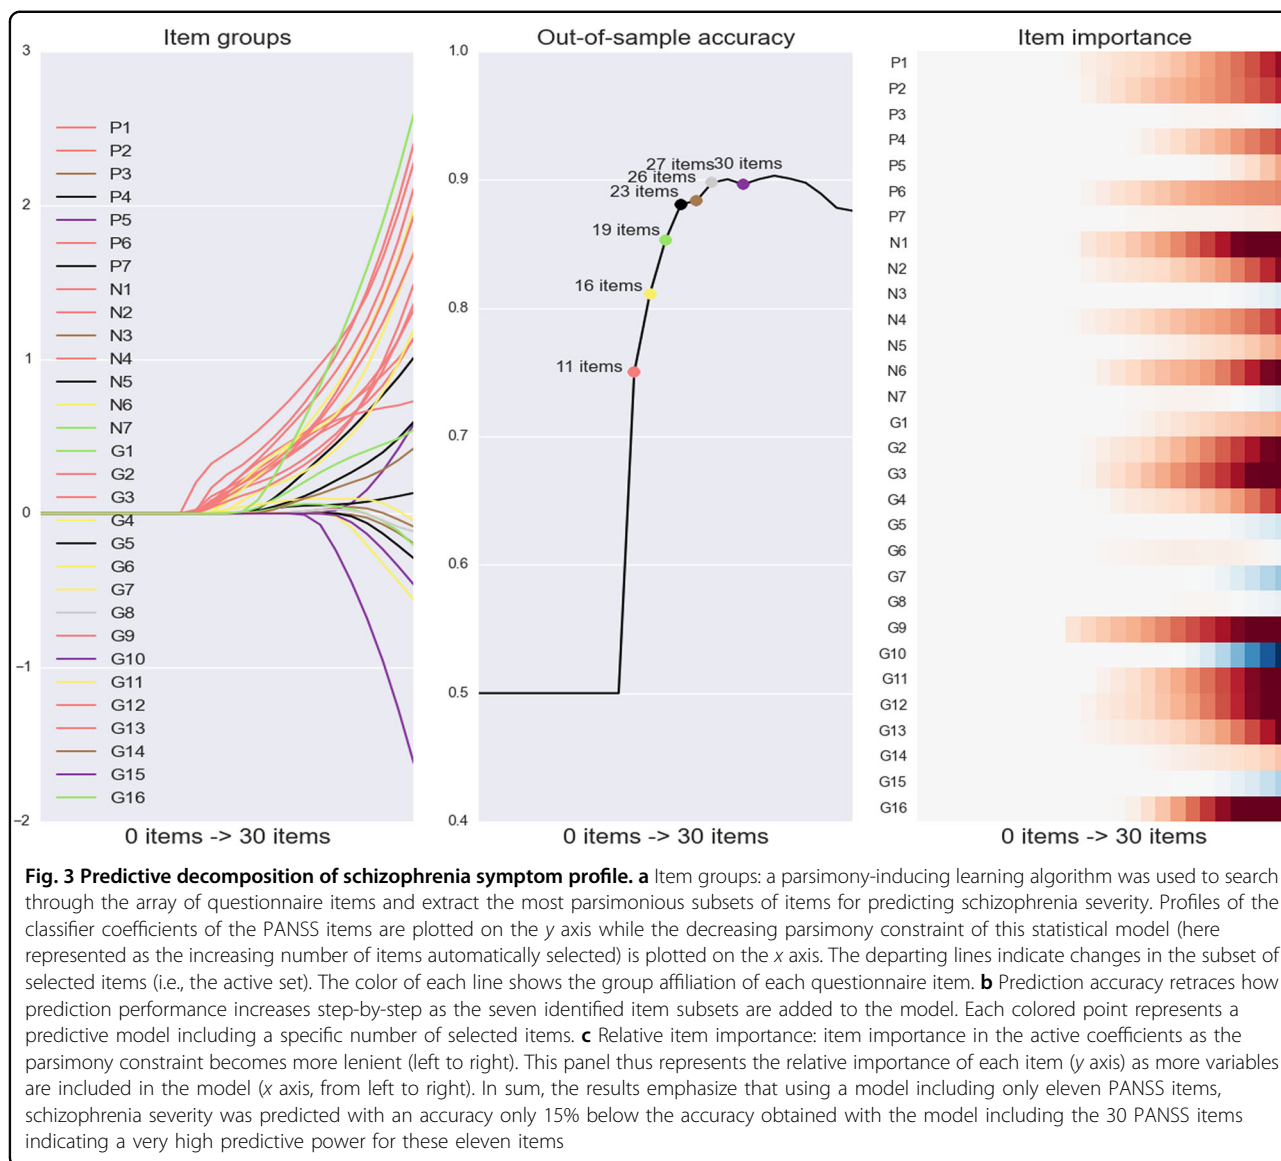 Item groups
3
2
1
0
−1
−2
P1
P2
P3
P4
P5
P6
P7
N1
N2
N3
N4
N5
N6
N7
G1
G2
G3
G4
G5
G6
G7
G8
G9
G10
G11
G12
G13
G14
G15
G16
0 items -> 30 items
Out-of-sample accuracy
1.0
0.9
0.8
0.7
0.6
0.5
0.4
27 items
30 items
26 items
23 items
19 items
16 items
11 items
0 items -> 30 items
Item importance
P1
P2
P3
P4
P5
P6
P7
N1
N2
N3
N4
N5
N6
N7
G1
G2
G3
G4
G5
G6
G7
G8
G9
G10
G11
G12
G13
G14
G15
G16
0 items -> 30 items
Fig. 3 Predictive decomposition of schizophrenia symptom profile. a Item groups: a parsimony-inducing learning algorithm was used to search
through the array of questionnaire items and extract the most parsimonious subsets of items for predicting schizophrenia severity. Profiles of the
classifier coefficients of the PANSS items are plotted on the y axis while the decreasing parsimony constraint of this statistical model (here
represented as the increasing number of items automatically selected) is plotted on the x axis. The departing lines indicate changes in the subset of
selected items (i.e., the active set). The color of each line shows the group affiliation of each questionnaire item. b Prediction accuracy retraces how
prediction performance increases step-by-step as the seven identified item subsets are added to the model. Each colored point represents a
predictive model including a specific number of selected items. c Relative item importance: item importance in the active coefficients as the
parsimony constraint becomes more lenient (left to right). This panel thus represents the relative importance of each item (y axis) as more variables
are included in the model (x axis, from left to right). In sum, the results emphasize that using a model including only eleven PANSS items,
schizophrenia severity was predicted with an accuracy only 15% below the accuracy obtained with the model including the 30 PANSS items
indicating a very high predictive power for these eleven items